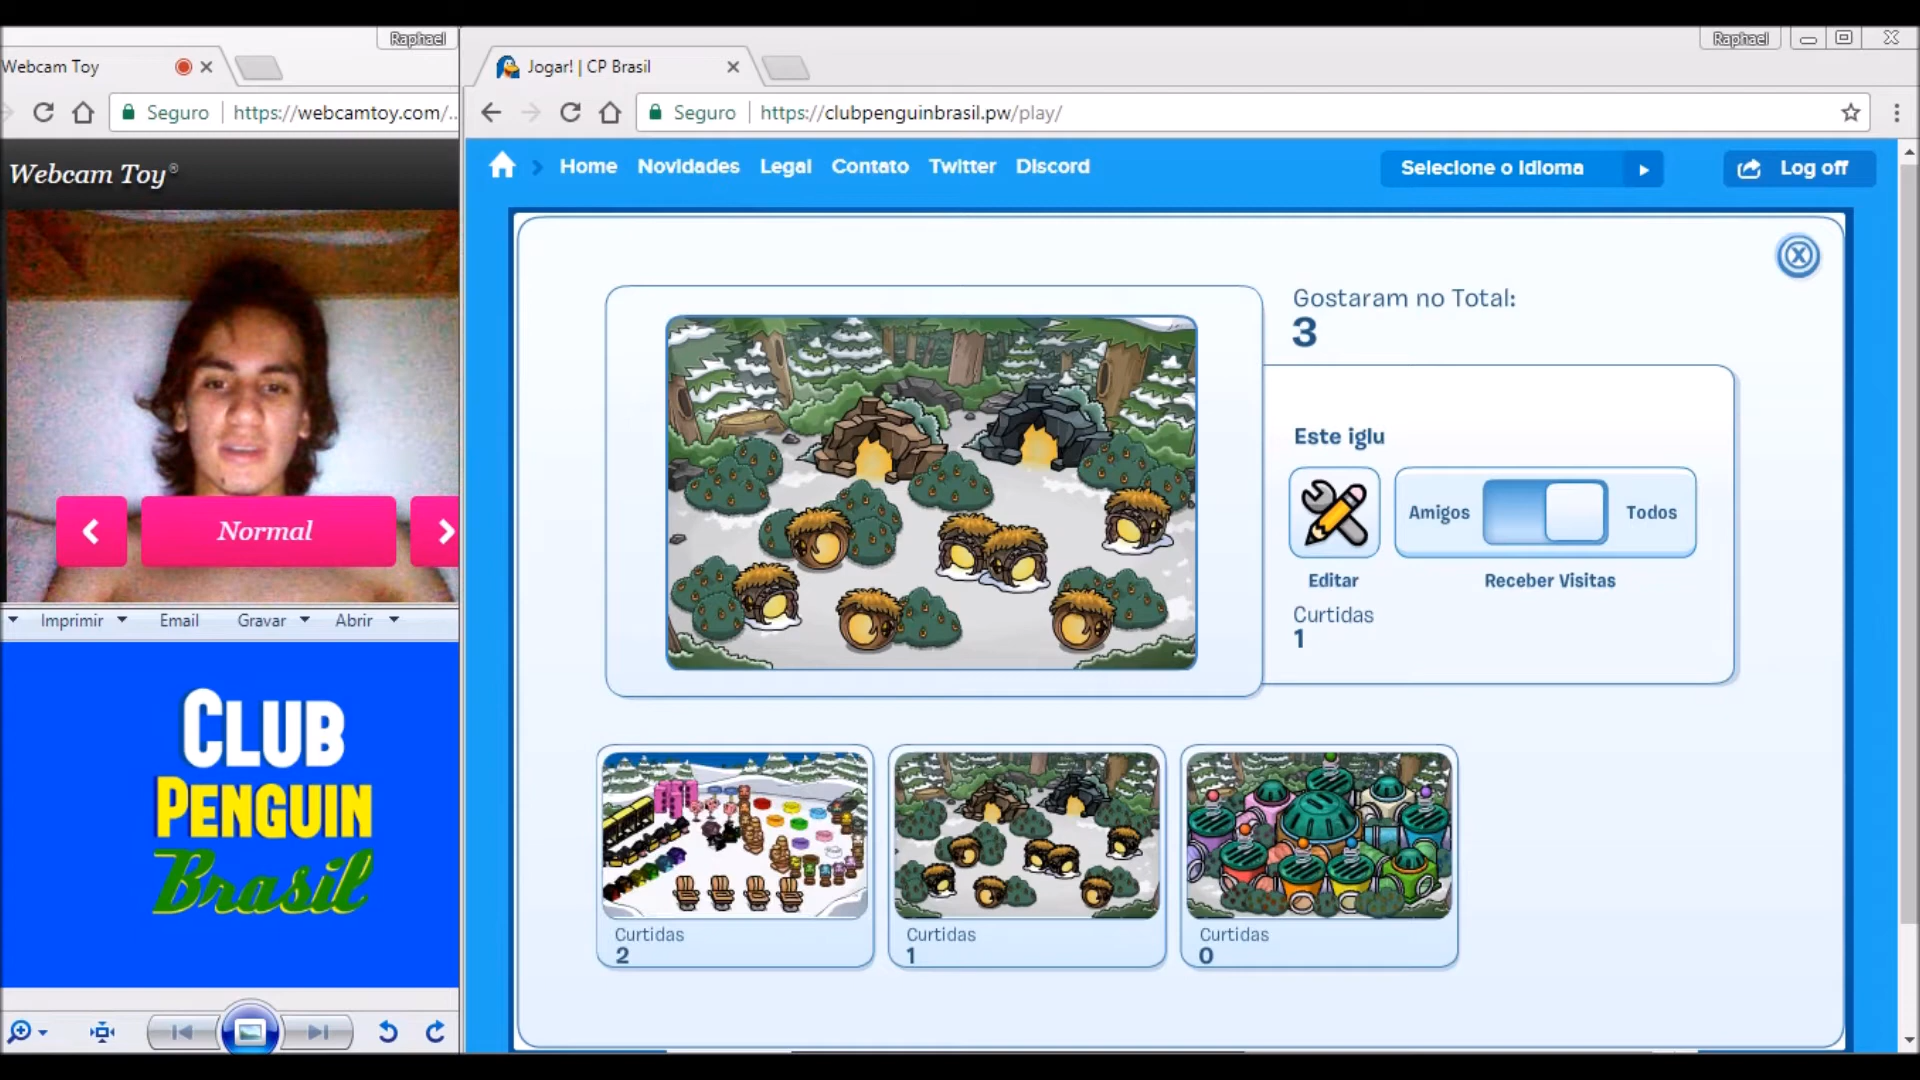 Raphael
Webcam Toy
Seguro
https://webcamtoy.com/...
Webcam Toy®
Normal
Imprimir
Email
Gravar
Abrir
CLUB
PENGUIN
Brasil
Raphael
Jogar! | CP Brasil
Seguro
https://clubpenguinbrasil.pw/play/
Home
Novidades
Legal
Contato
Twitter
Discord
Selecione o Idioma
Log off
Gostaram no Total:
3
Este iglu
Amigos
Todos
Editar
Receber Visitas
Curtidas
1
Curtidas
2
Curtidas
1
Curtidas
0